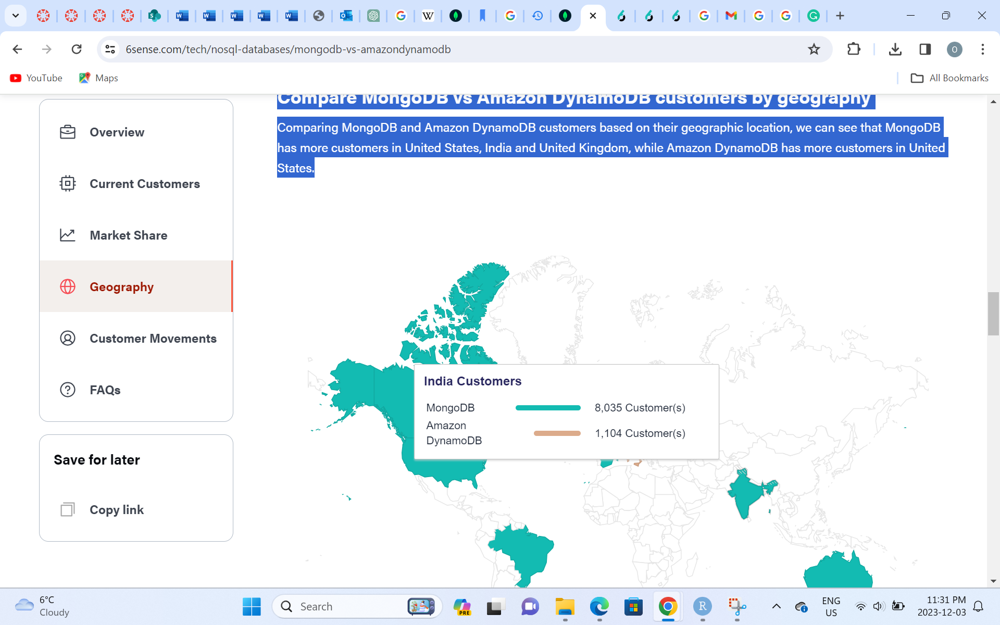 6sense.com/tech/nosql-databases/mongodb-vs-amazondynamodb
O
YouTube
Maps
All Bookmarks
Overview
Current Customers
Market Share
Geography
Customer Movements
FAQs
Save for later
Copy link
Compare MongoDB vs Amazon DynamoDB customers by geography
Comparing MongoDB and Amazon DynamoDB customers based on their geographic location, we can see that MongoDB
has more customers in United States, India and United Kingdom, while Amazon DynamoDB has more customers in United
States.
India Customers
MongoDB 8,035 Customer(s)
Amazon
DynamoDB 1,104 Customer(s)
6°C
Cloudy
Search
PRE
R
ENG
US
11:31 PM
2023-12-03